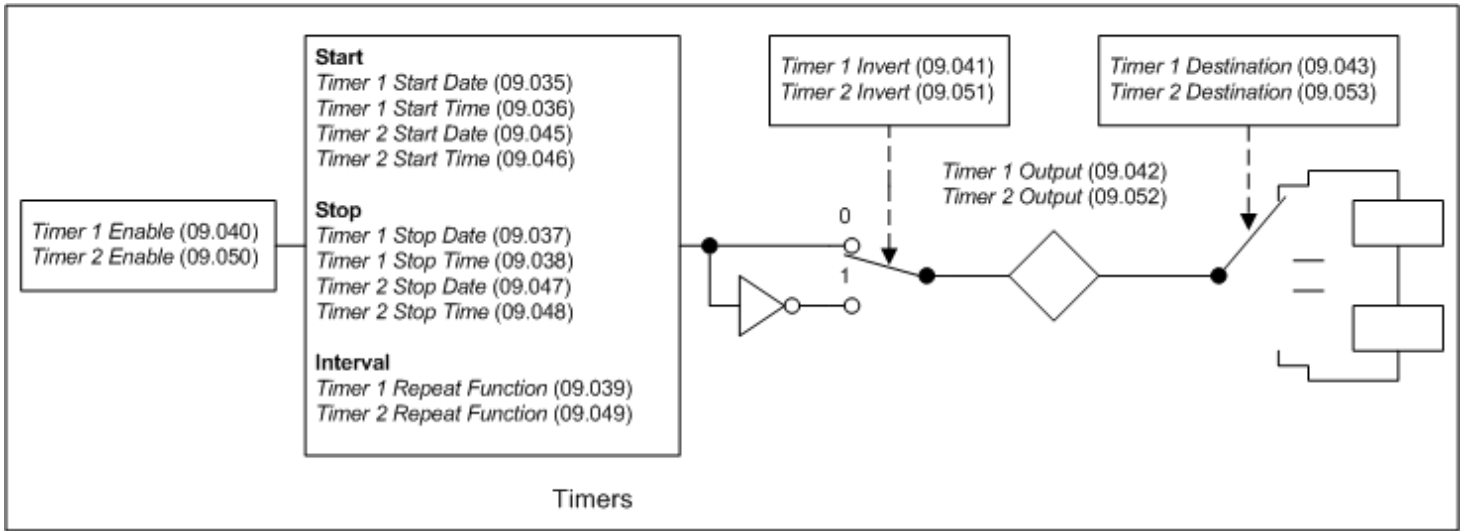 Timer 1 Enable (09.040)
Timer 2 Enable (09.050)
Start
Timer 1 Start Date (09.035)
Timer 1 Start Time (09.036)
Timer 2 Start Date (09.045)
Timer 2 Start Time (09.046)
Stop
Timer 1 Stop Date (09.037)
Timer 1 Stop Time (09.038)
Timer 2 Stop Date (09.047)
Timer 2 Stop Time (09.048)
Interval
Timer 1 Repeat Function (09.039)
Timer 2 Repeat Function (09.049)
Timer 1 Invert (09.041)
Timer 2 Invert (09.051)
0
1
Timer 1 Output (09.042)
Timer 2 Output (09.052)
Timer 1 Destination (09.043)
Timer 2 Destination (09.053)
Timers